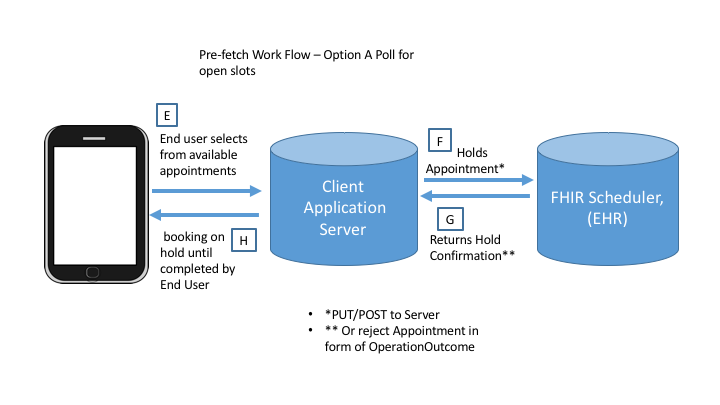 Pre-fetch Work Flow – Option A Poll for
open slots
E
End user selects
from available
appointments
F
Holds
Appointment*
Client
Application
Server
FHIR Scheduler,
(EHR)
G
Returns Hold
Confirmation**
H
booking on
hold until
completed by
End User
• *PUT/POST to Server
• ** Or reject Appointment in
form of OperationOutcome